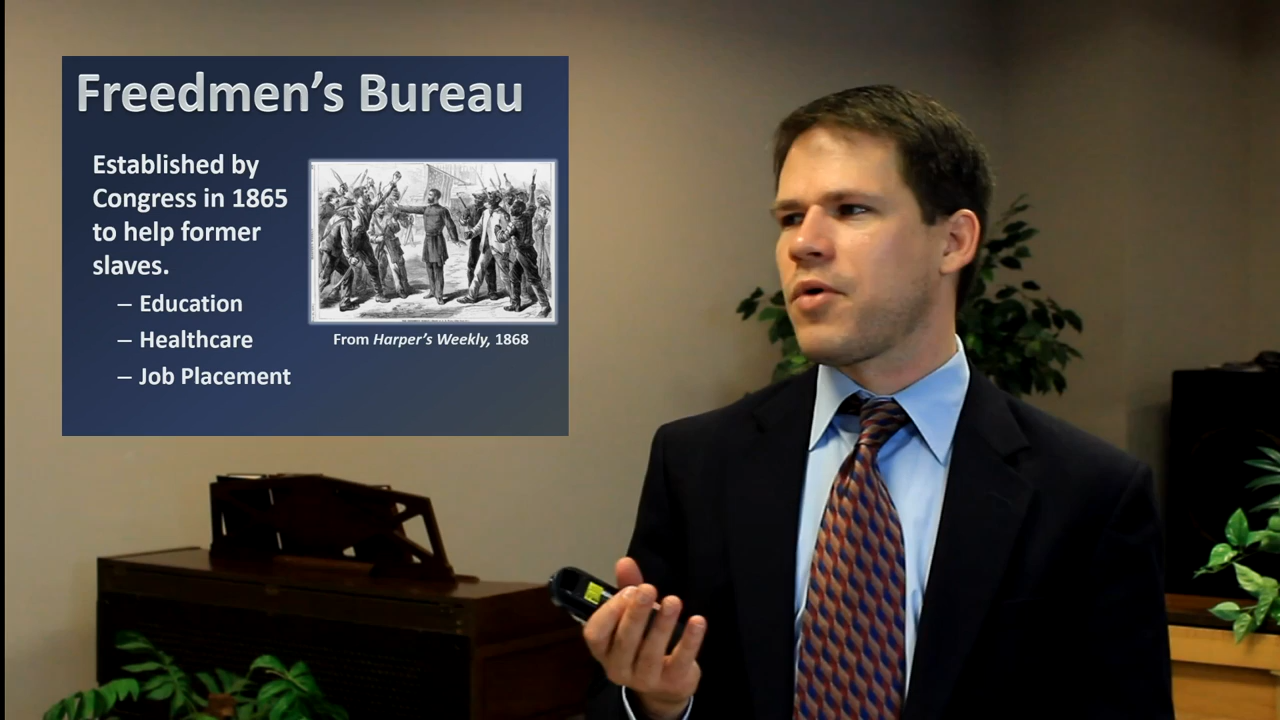 Freedmen’s Bureau
Established by
Congress in 1865
to help former
slaves.
– Education
– Healthcare
– Job Placement
From Harper’s Weekly, 1868